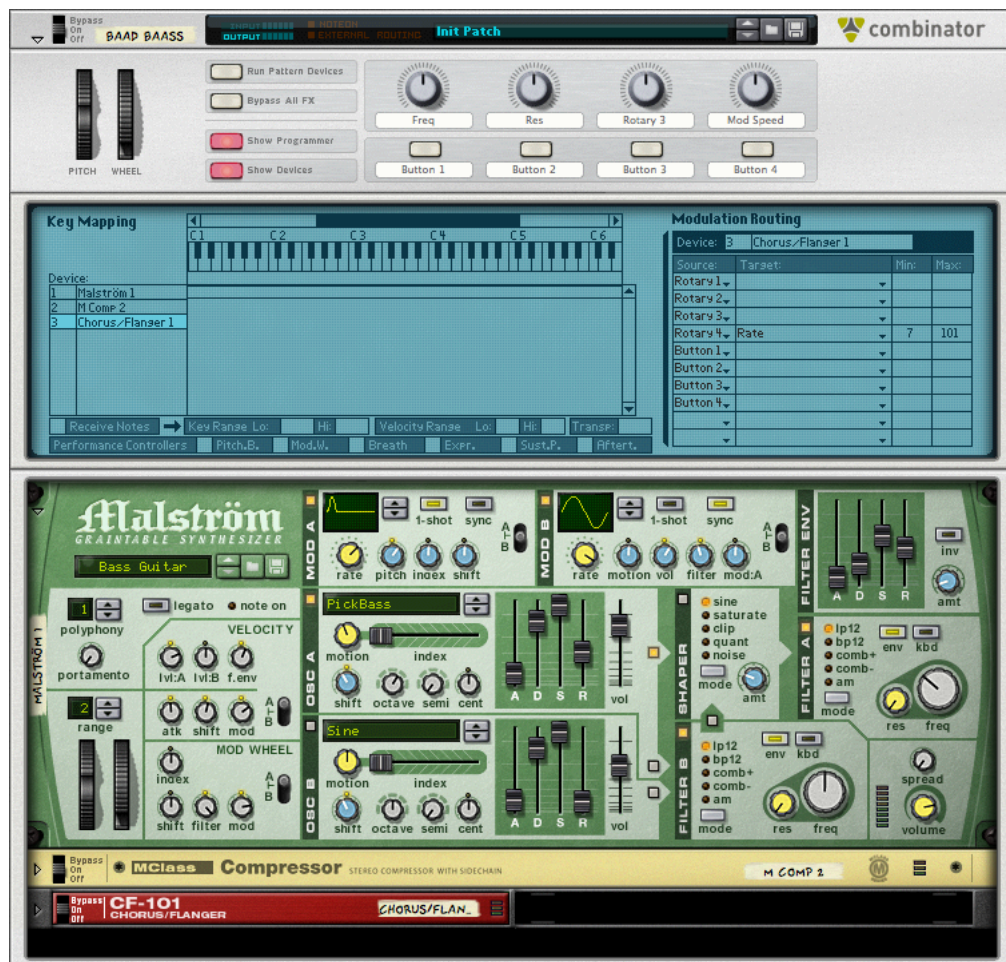 Bypass
On
Off
BAAD BAASS
INPUT
OUTPUT
NOTEON
EXTERNAL ROUTING
Init Patch
combinator
Run Pattern Devices
Bypass All FX
Show Programmer
Show Devices
PITCH WHEEL
Freq Res Rotary 3 Mod Speed
Button 1 Button 2 Button 3 Button 4
Key Mapping
C1 C2 C3 C4 C5 C6
Device:
1 Malström 1
2 M Comp 2
3 Chorus/Flanger 1
Receive Notes Key Range Lo: Hi: Velocity Range Lo: Hi: Transp:
Performance Controllers Pitch.B. Mod.W. Breath Expr. Sust.P. Aftert.
Modulation Routing
Device: 3 Chorus/Flanger 1
Source: Target: Min: Max:
Rotary 1
Rotary 2
Rotary 3
Rotary 4 Rate 7 101
Button 1
Button 2
Button 3
Button 4
Malström
GRAINTABLE SYNTHESIZER
Bass Guitar
MALSTRÖM 1
1
polyphony
portamento
2
range
legato note on
VELOCITY
lvl:A lvl:B f.env
atk shift mod
A
B
MOD WHEEL
index
shift filter mod
A
B
MOD A
1-shot sync
A
B
rate pitch index shift
MOD B
1-shot sync
A
B
rate motion vol filter mod:A
FILTER ENV
A D S R
inv
amt
OSC A
PickBass
motion index
shift octave semi cent
A D S R vol
OSC B
Sine
motion index
shift octave semi cent
A D S R vol
SHAPER
sine
saturate
clip
quant
noise
mode
amt
FILTER A
lp12
bp12
comb+
comb-
am
mode
env kbd
res freq
FILTER B
lp12
bp12
comb+
comb-
am
mode
env kbd
res freq
spread
volume
Bypass
On
Off
MClass Compressor STEREO COMPRESSOR WITH SIDECHAIN
M COMP 2
Bypass
On
Off
CF-101
CHORUS/FLANGER
CHORUS/FLAN_